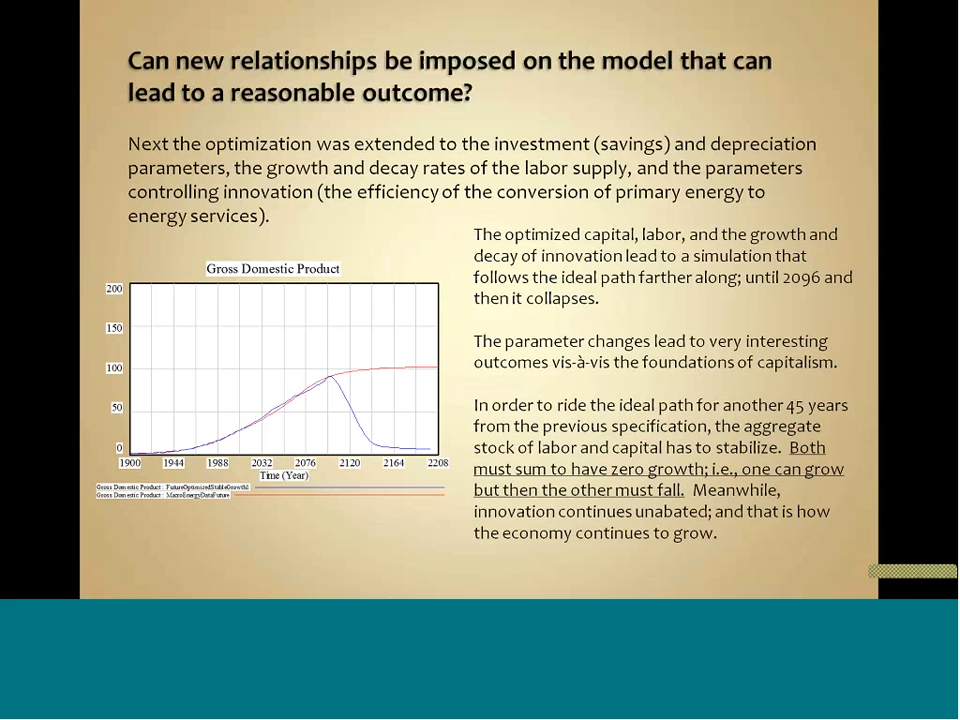 Can new relationships be imposed on the model that can
lead to a reasonable outcome?
Next the optimization was extended to the investment (savings) and depreciation
parameters, the growth and decay rates of the labor supply, and the parameters
controlling innovation (the efficiency of the conversion of primary energy to
energy services).
The optimized capital, labor, and the growth and
decay of innovation lead to a simulation that
follows the ideal path farther along; until 2096 and
then it collapses.
The parameter changes lead to very interesting
outcomes vis-à-vis the foundations of capitalism.
In order to ride the ideal path for another 45 years
from the previous specification, the aggregate
stock of labor and capital has to stabilize. Both
must sum to have zero growth; i.e., one can grow
but then the other must fall. Meanwhile,
innovation continues unabated; and that is how
the economy continues to grow.
Gross Domestic Product
200
150
100
50
0
1900 1944 1988 2032 2076 2120 2164 2208
Time (Year)
Gross Domestic Product : FutureOptimizedStableGrowthI
Gross Domestic Product : MacroEnergyDataFuture